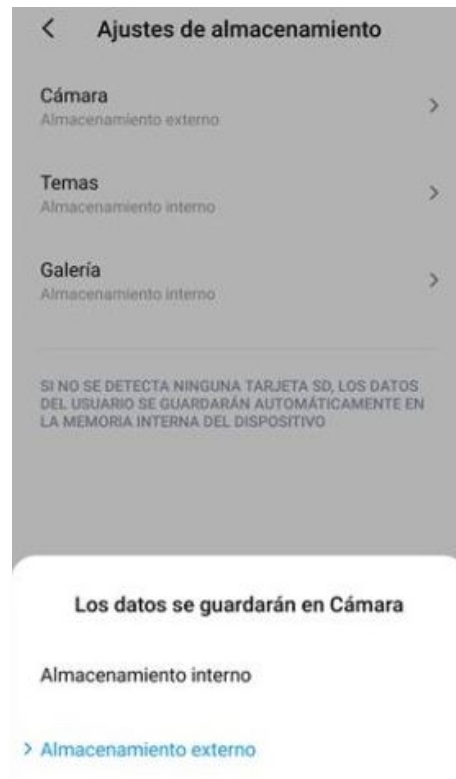 Ajustes de almacenamiento
Cámara
Almacenamiento externo
Temas
Almacenamiento interno
Galería
Almacenamiento interno
SI NO SE DETECTA NINGUNA TARJETA SD, LOS DATOS
DEL USUARIO SE GUARDARÁN AUTOMÁTICAMENTE EN
LA MEMORIA INTERNA DEL DISPOSITIVO
Los datos se guardarán en Cámara
Almacenamiento interno
Almacenamiento externo